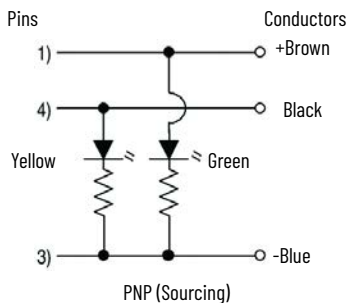 Pins Conductors
1) +Brown
4) Black
Yellow Green
3) -Blue
PNP (Sourcing)